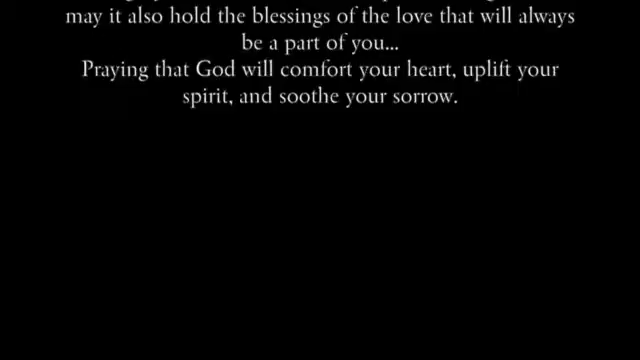 may it also hold the blessings of the love that will always
be a part of you...
Praying that God will comfort your heart, uplift your
spirit, and soothe your sorrow.